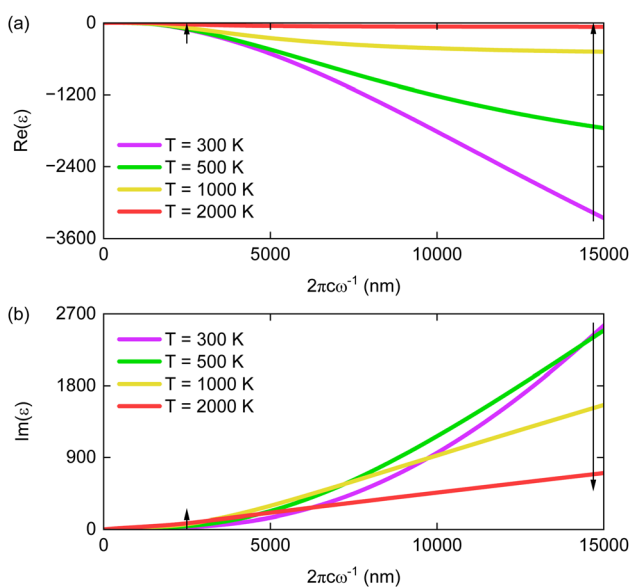 (a)
0
−1200
−2400
−3600
Re(ε)
T = 300 K
T = 500 K
T = 1000 K
T = 2000 K
0 5000 10000 15000
2πcω⁻¹ (nm)
(b)
2700
1800
900
0
Im(ε)
T = 300 K
T = 500 K
T = 1000 K
T = 2000 K
0 5000 10000 15000
2πcω⁻¹ (nm)